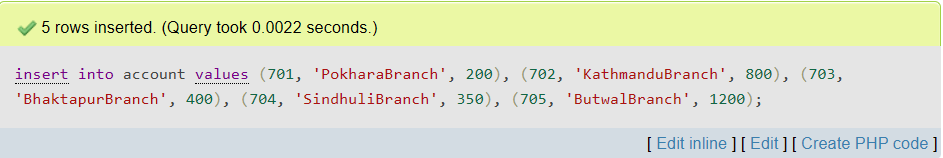 5 rows inserted. (Query took 0.0022 seconds.)
insert into account values (701, 'PokharaBranch', 200), (702, 'KathmanduBranch', 800), (703,
'BhaktapurBranch', 400), (704, 'SindhuliBranch', 350), (705, 'ButwalBranch', 1200);
[ Edit inline ] [ Edit ] [ Create PHP code ]